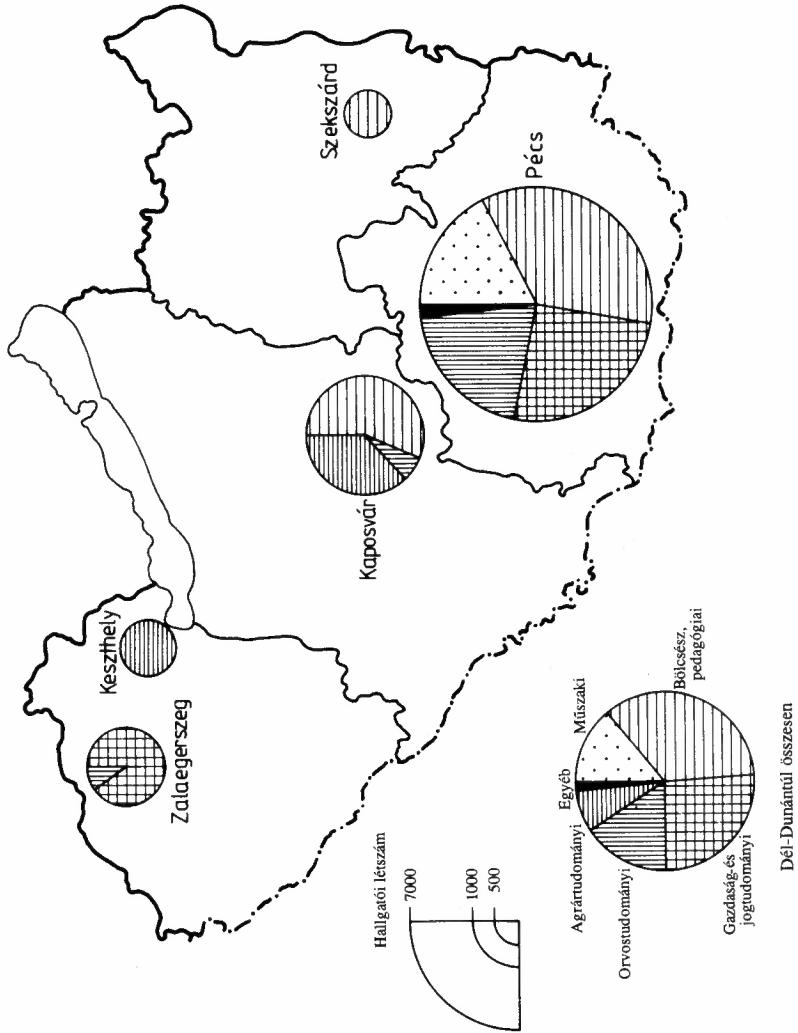 Szekszárd
Pécs
Kaposvár
Keszthely
Zalaegerszeg
Hallgatói létszám
7000
1000
500
Egyéb
Műszaki
Agrártudományi
Orvostudományi
Bölcsész,
pedagógiai
Gazdaság-és
jogtudományi
Dél-Dunántúl összesen